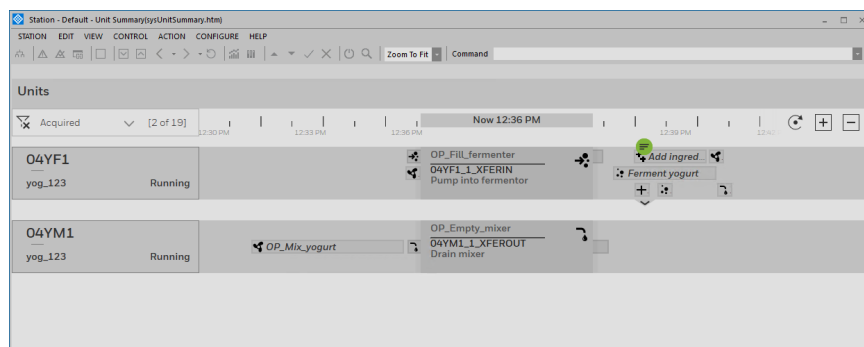 Station - Default - Unit Summary(sysUnitSummary.htm)
STATION EDIT VIEW CONTROL ACTION CONFIGURE HELP
Zoom To Fit Command
Units
Acquired [2 of 19] Now 12:36 PM
12:30 PM 12:33 PM 12:36 PM 12:39 PM
04YF1 OP_Fill_fermenter Add ingred...
04YF1_1_XFERIN Ferment yogurt
yog_123 Running Pump into fermentor
04YM1 OP_Empty_mixer
OP_Mix_yogurt 04YM1_1_XFEROUT
yog_123 Running Drain mixer